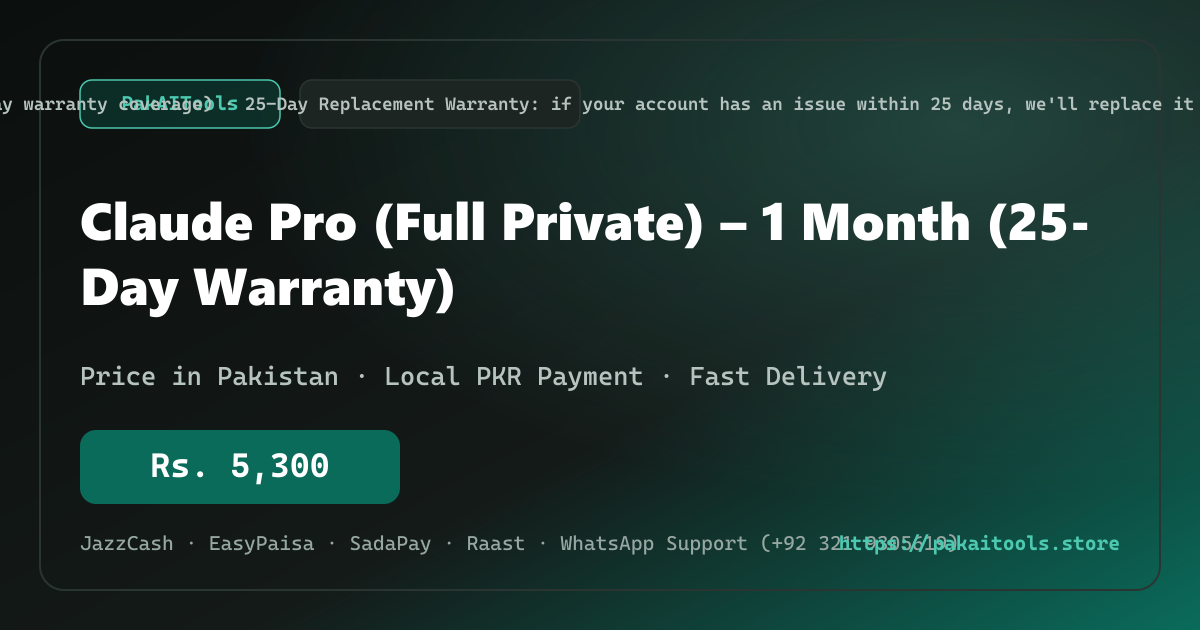 PakAITools
ay warranty coverage) · 25-Day Replacement Warranty: if your account has an issue within 25 days, we'll replace it
Claude Pro (Full Private) – 1 Month (25-
Day Warranty)
Price in Pakistan · Local PKR Payment · Fast Delivery
Rs. 5,300
JazzCash · EasyPaisa · SadaPay · Raast · WhatsApp Support (+92 321
https://pakaitools.store